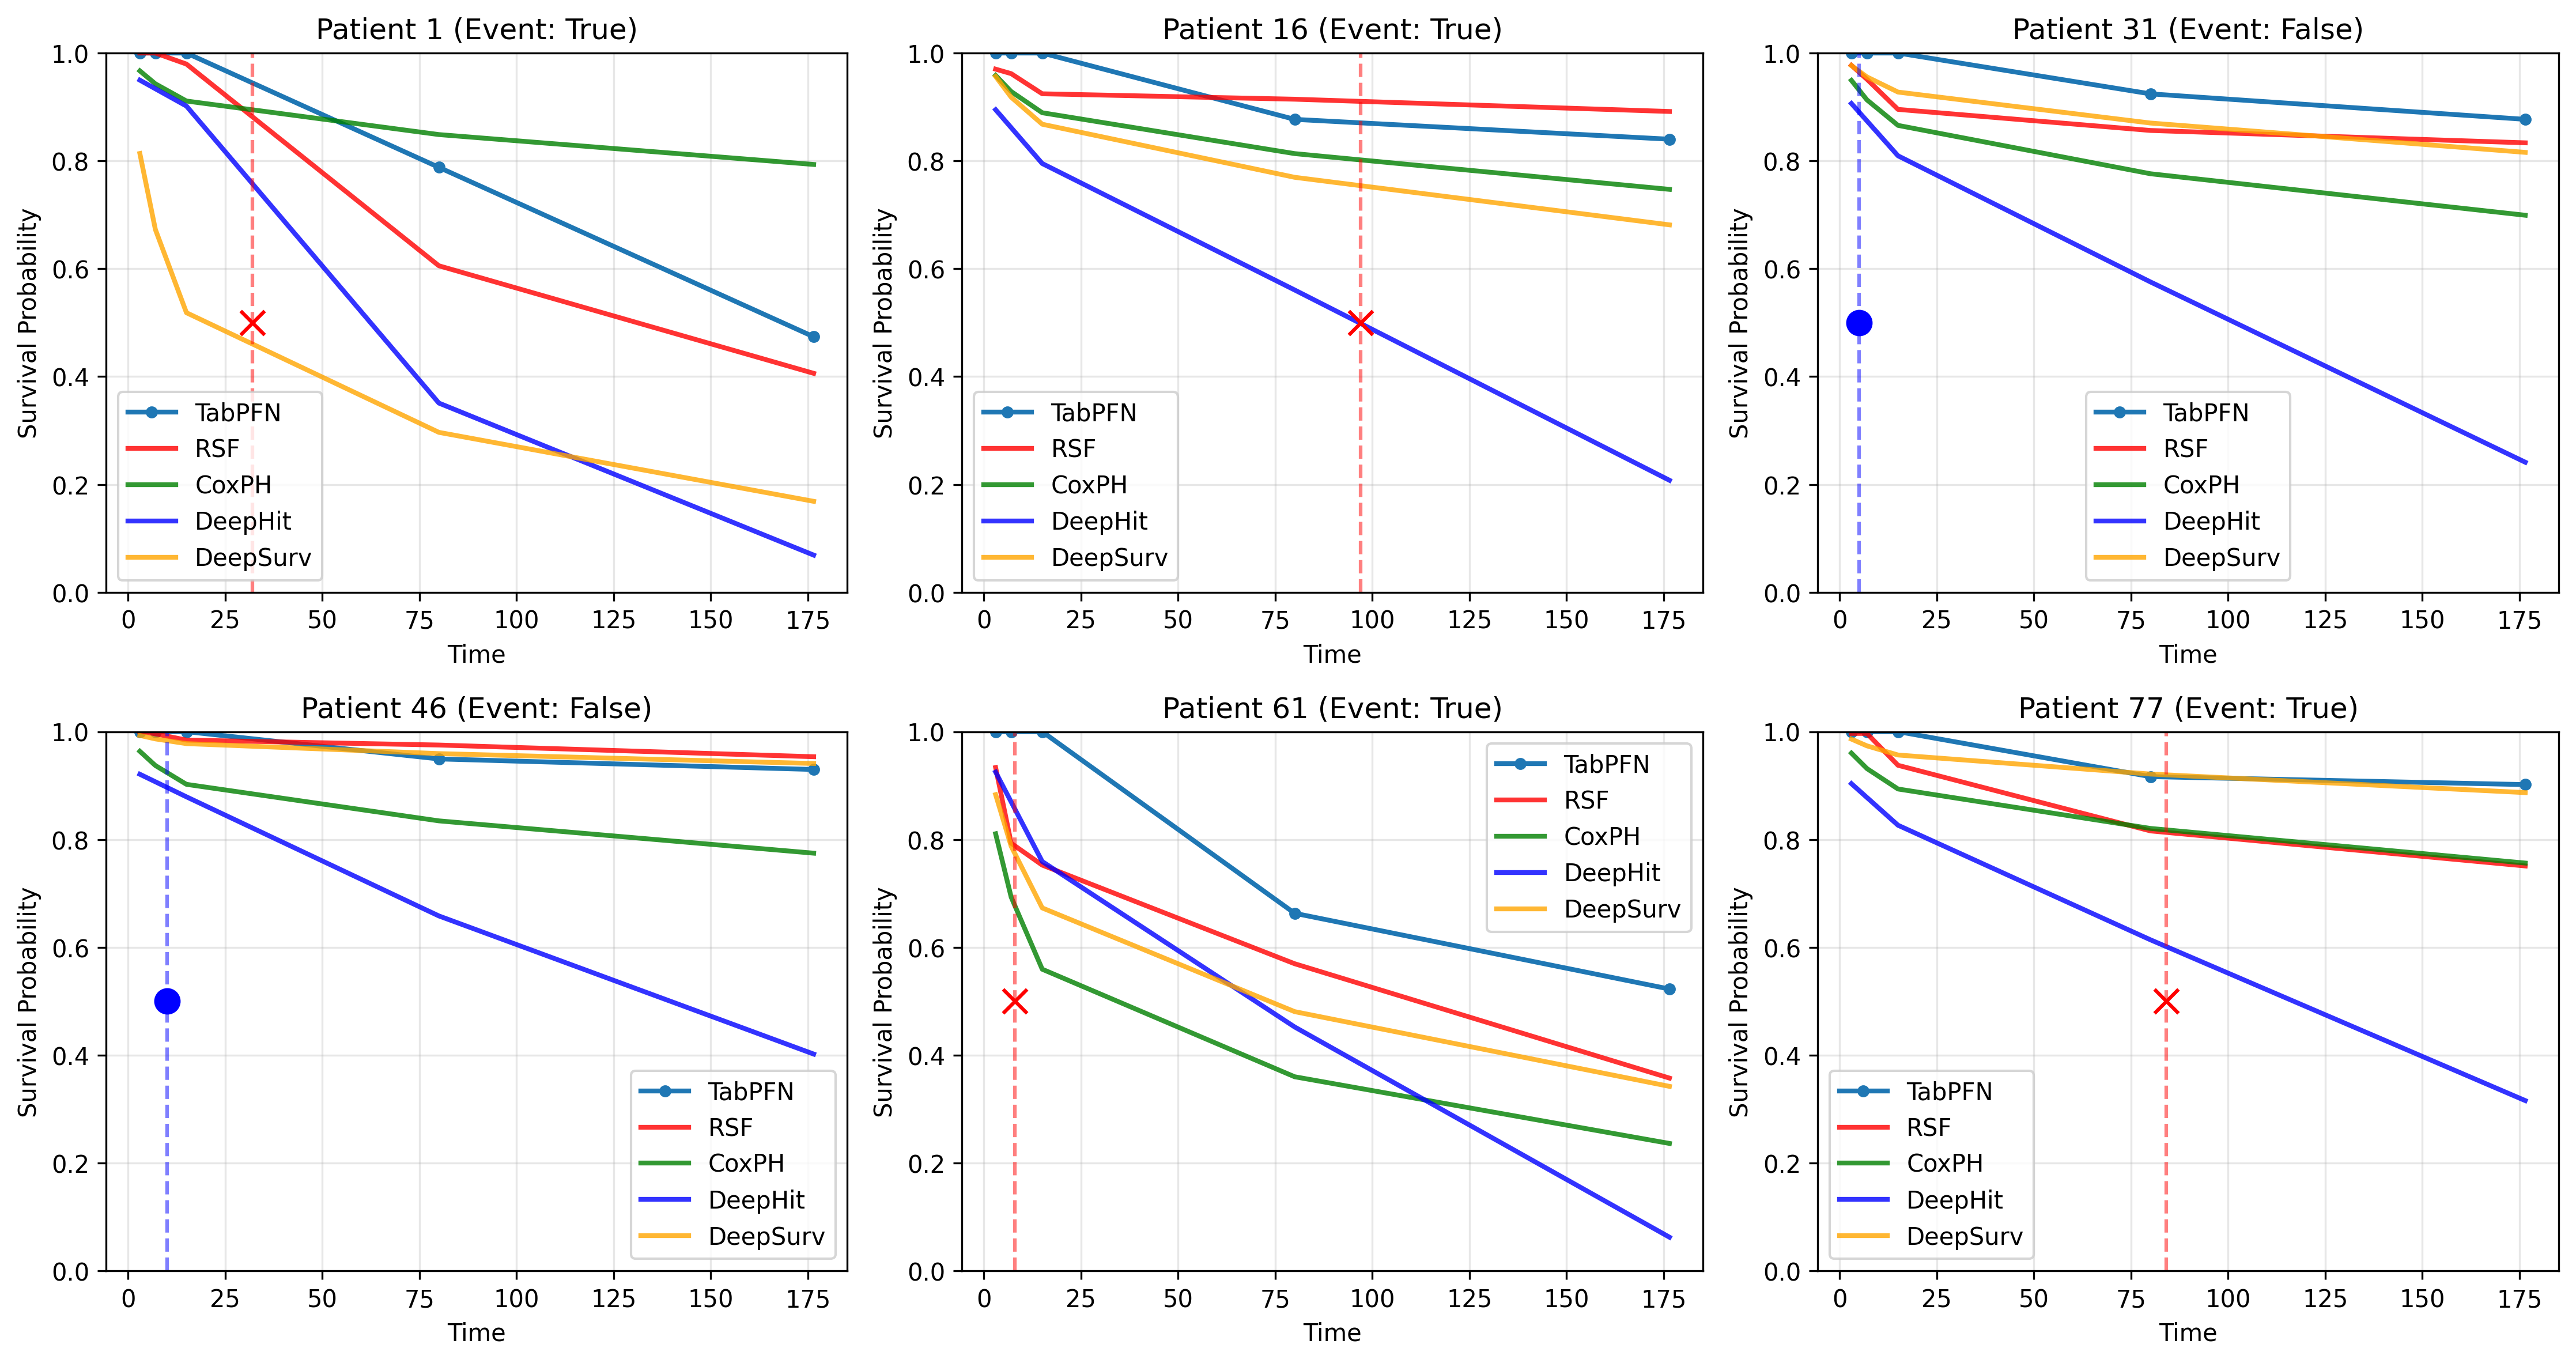 Patient 1 (Event: True)
1.0
0.8
0.6
0.4
0.2
0.0
Survival Probability
TabPFN
RSF
CoxPH
DeepHit
DeepSurv
0 25 50 75 100 125 150 175
Time
Patient 16 (Event: True)
1.0
0.8
0.6
0.4
0.2
0.0
Survival Probability
TabPFN
RSF
CoxPH
DeepHit
DeepSurv
0 25 50 75 100 125 150 175
Time
Patient 31 (Event: False)
1.0
0.8
0.6
0.4
0.2
0.0
Survival Probability
TabPFN
RSF
CoxPH
DeepHit
DeepSurv
0 25 50 75 100 125 150 175
Time
Patient 46 (Event: False)
1.0
0.8
0.6
0.4
0.2
0.0
Survival Probability
TabPFN
RSF
CoxPH
DeepHit
DeepSurv
0 25 50 75 100 125 150 175
Time
Patient 61 (Event: True)
1.0
0.8
0.6
0.4
0.2
0.0
Survival Probability
TabPFN
RSF
CoxPH
DeepHit
DeepSurv
0 25 50 75 100 125 150 175
Time
Patient 77 (Event: True)
1.0
0.8
0.6
0.4
0.2
0.0
Survival Probability
TabPFN
RSF
CoxPH
DeepHit
DeepSurv
0 25 50 75 100 125 150 175
Time